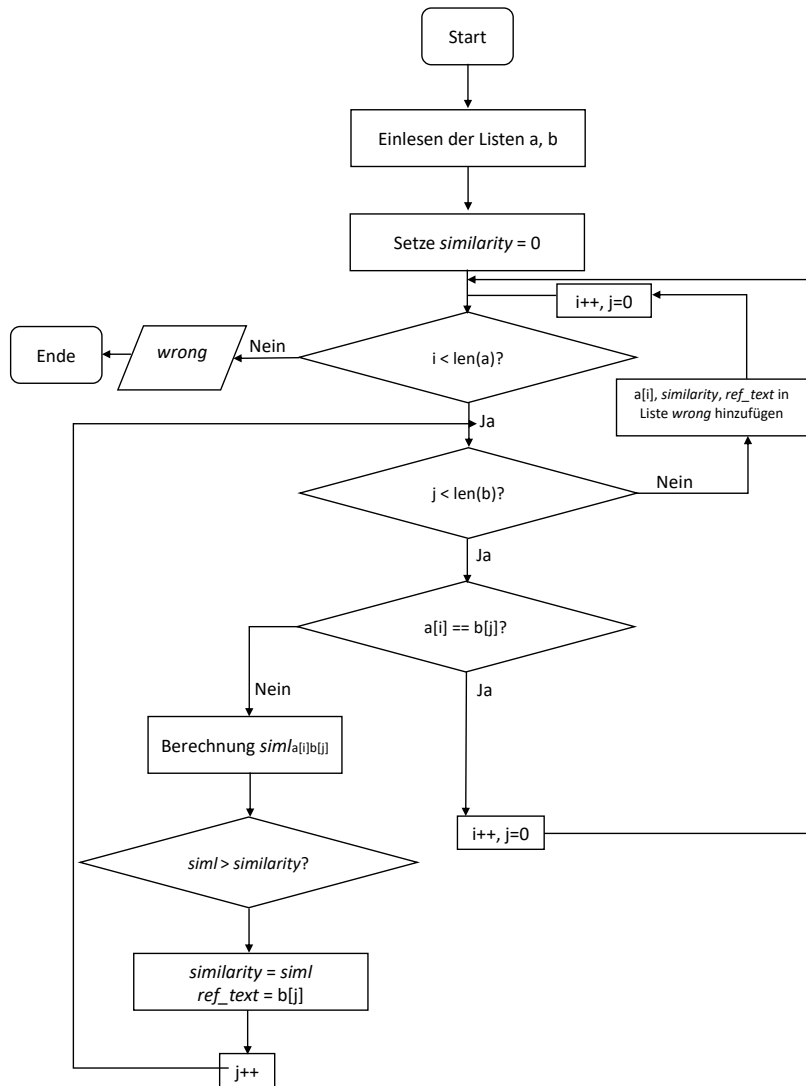 Start
Einlesen der Listen a, b
Setze similarity = 0
i++, j=0
Ende
wrong
Nein
i < len(a)?
a[i], similarity, ref_text in
Liste wrong hinzufügen
Ja
j < len(b)?
Nein
Ja
a[i] == b[j]?
Nein
Ja
Berechnung simla[i]b[j]
i++, j=0
siml > similarity?
similarity = siml
ref_text = b[j]
j++